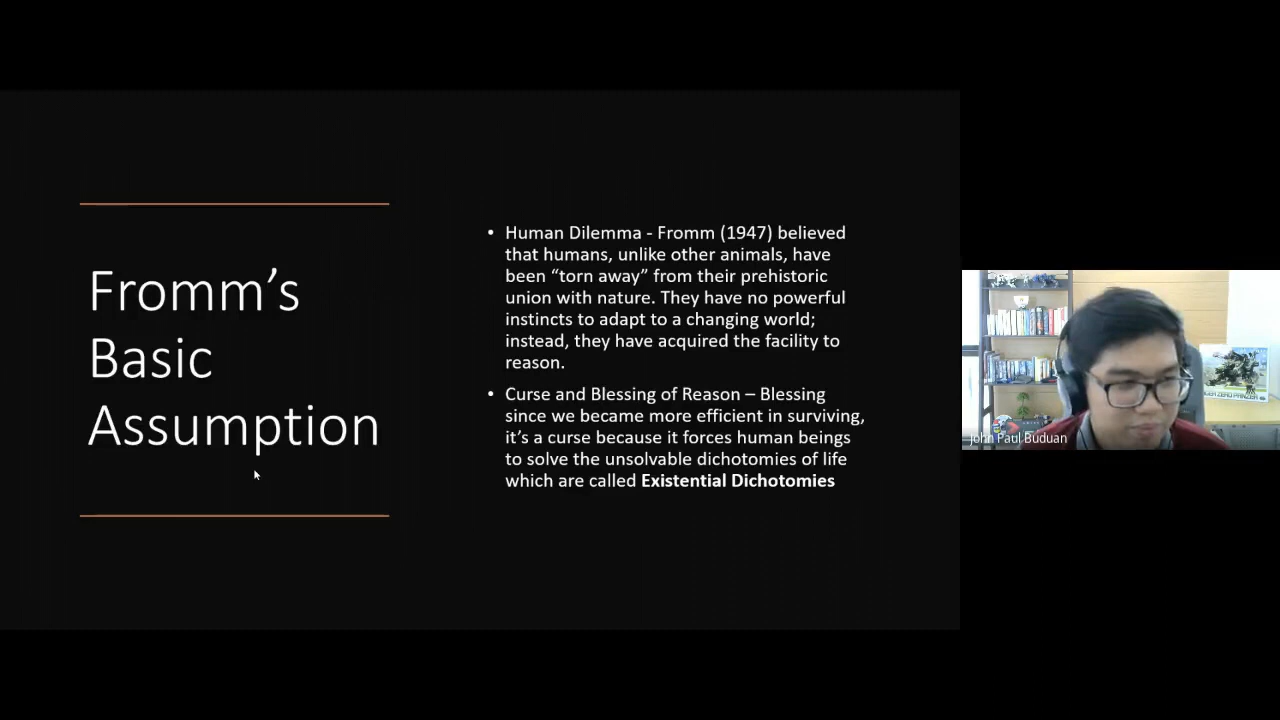 Fromm's
Basic
Assumption
• Human Dilemma - Fromm (1947) believed
that humans, unlike other animals, have
been “torn away” from their prehistoric
union with nature. They have no powerful
instincts to adapt to a changing world;
instead, they have acquired the facility to
reason.
• Curse and Blessing of Reason – Blessing
since we became more efficient in surviving,
it’s a curse because it forces human beings
to solve the unsolvable dichotomies of life
which are called Existential Dichotomies
John Paul Buduan